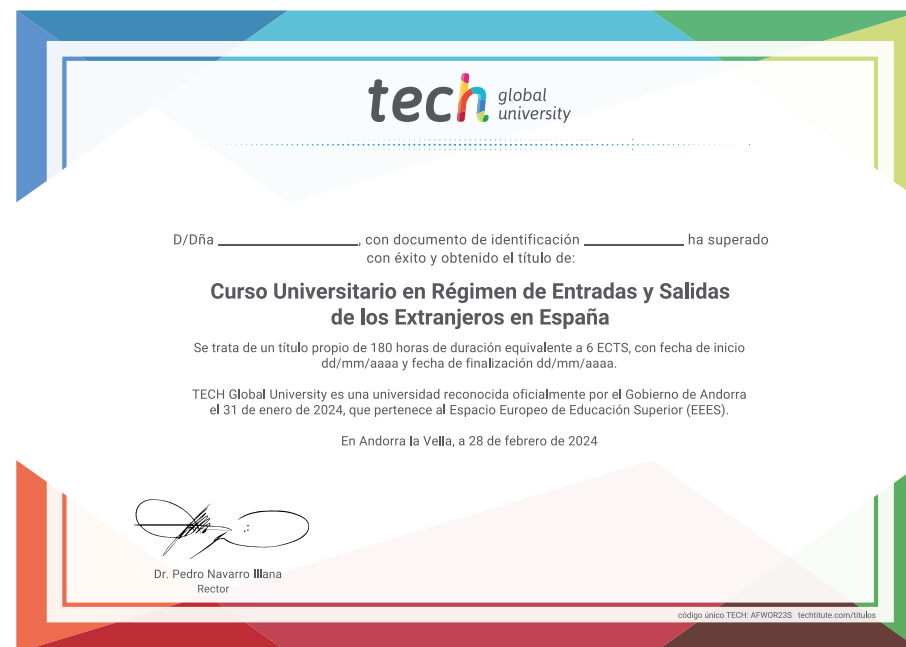 tech global university
D/Dña ____________, con documento de identificación ____________ ha superado
con éxito y obtenido el título de:
Curso Universitario en Régimen de Entradas y Salidas
de los Extranjeros en España
Se trata de un título propio de 180 horas de duración equivalente a 6 ECTS, con fecha de inicio
dd/mm/aaaa y fecha de finalización dd/mm/aaaa.
TECH Global University es una universidad reconocida oficialmente por el Gobierno de Andorra
el 31 de enero de 2024, que pertenece al Espacio Europeo de Educación Superior (EEES).
En Andorra la Vella, a 28 de febrero de 2024
Dr. Pedro Navarro Illana
Rector
código único TECH: AFWOR23S techtitute.com/titulos